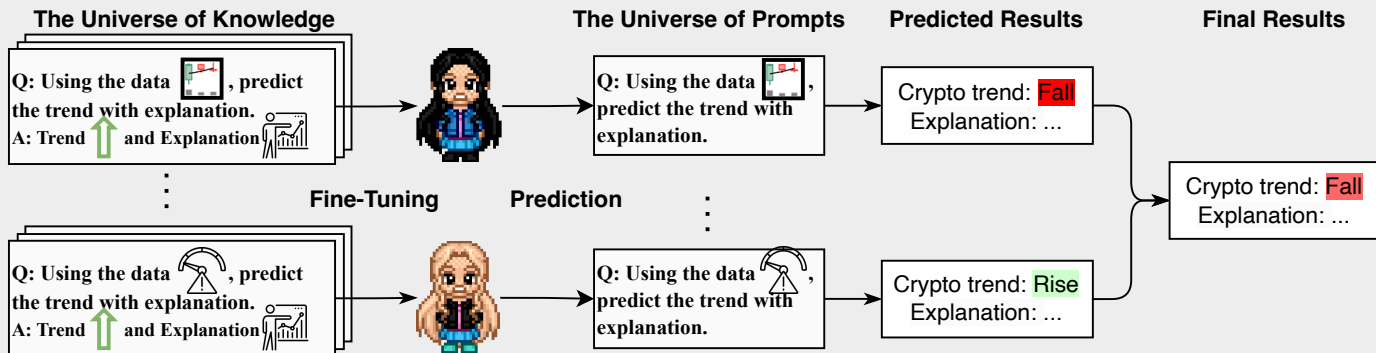 The Universe of Knowledge
The Universe of Prompts
Predicted Results
Final Results
Q: Using the data , predict
the trend with explanation.
A: Trend and Explanation
Q: Using the data ,
predict the trend with
explanation.
Crypto trend: Fall
Explanation: ...
Fine-Tuning
Prediction
Crypto trend: Fall
Explanation: ...
Q: Using the data , predict
the trend with explanation.
A: Trend and Explanation
Q: Using the data ,
predict the trend with
explanation.
Crypto trend: Rise
Explanation: ...